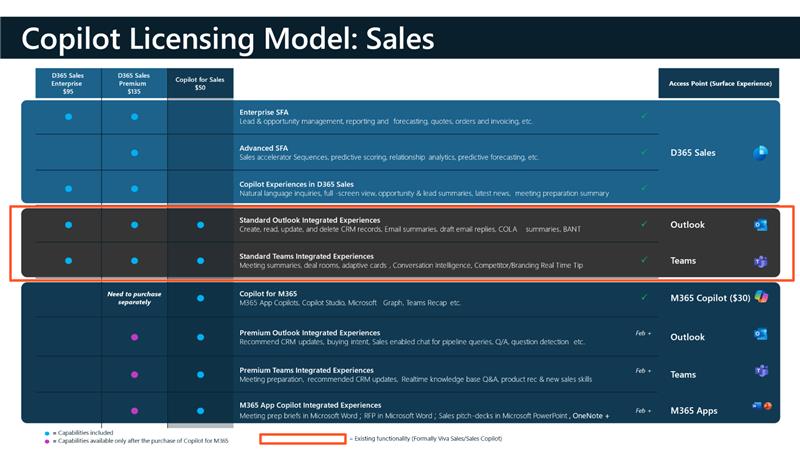 Copilot Licensing Model: Sales
D365 Sales Enterprise $95
D365 Sales Premium $135
Copilot for Sales $50
Access Point (Surface Experience)
Enterprise SFA
Lead & opportunity management, reporting and forecasting, quotes, orders and invoicing, etc.
✓
Advanced SFA
Sales accelerator Sequences, predictive scoring, relationship analytics, predictive forecasting, etc.
✓
D365 Sales
Copilot Experiences in D365 Sales
Natural language inquiries, full -screen view, opportunity & lead summaries, latest news, meeting preparation summary
✓
Standard Outlook Integrated Experiences
Create, read, update, and delete CRM records, Email summaries, draft email replies, COLA summaries, BANT
✓
Outlook
Standard Teams Integrated Experiences
Meeting summaries, deal rooms, adaptive cards , Conversation Intelligence, Competitor/Branding Real Time Tip
✓
Teams
Need to purchase separately
Copilot for M365
M365 App Copilots, Copilot Studio, Microsoft Graph, Teams Recap etc.
✓
M365 Copilot ($30)
Premium Outlook Integrated Experiences
Recommend CRM updates, buying intent, Sales enabled chat for pipeline queries, Q/A, question detection etc.
Feb +
Outlook
Premium Teams Integrated Experiences
Meeting preparation, recommended CRM updates, Realtime knowledge base Q&A, product rec & new sales skills
Feb +
Teams
M365 App Copilot Integrated Experiences
Meeting prep briefs in Microsoft Word ; RFP in Microsoft Word ; Sales pitch-decks in Microsoft PowerPoint , OneNote +
Feb +
M365 Apps
= Capabilities included
= Capabilities available only after the purchase of Copilot for M365
= Existing functionality (Formally Viva Sales/Sales Copilot)